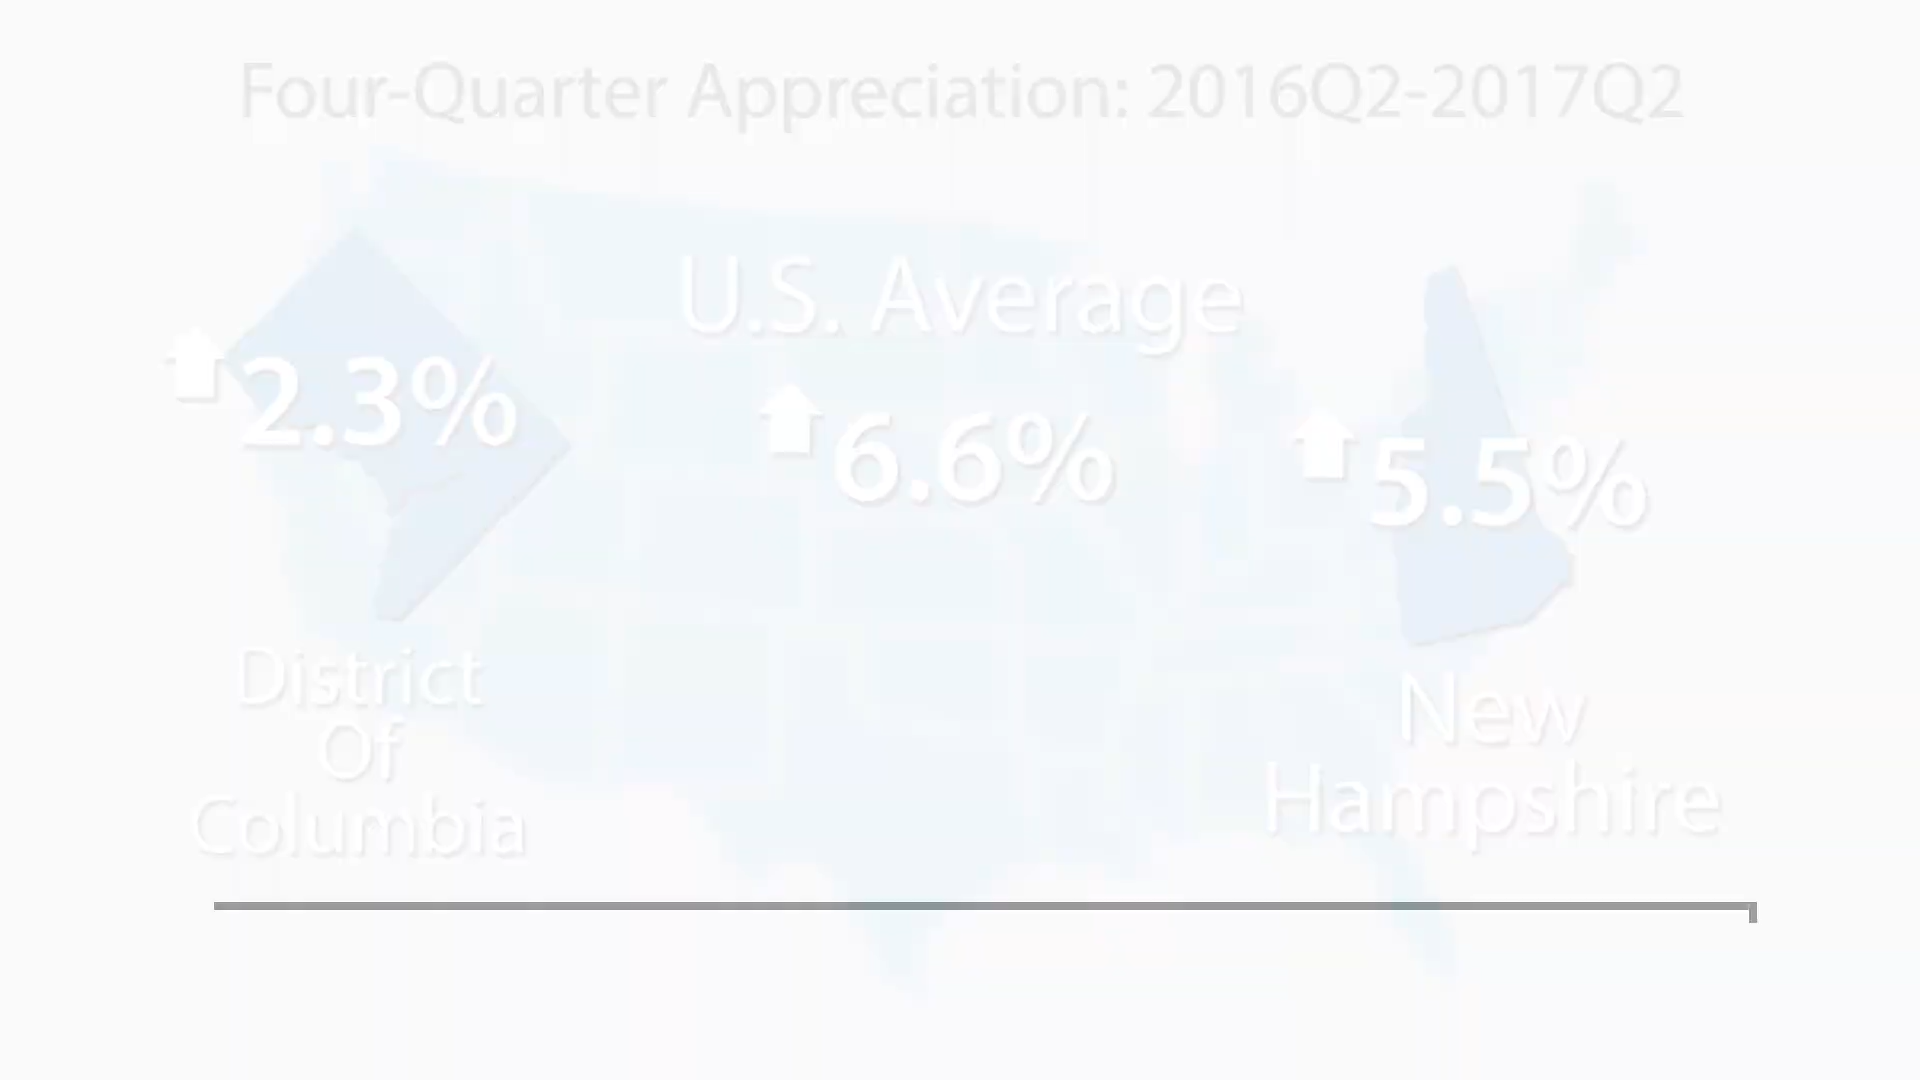 Four-Quarter Appreciation: 2016Q2-2017Q2
U.S. Average
2.3%
6.6%
5.5%
District
Of
Columbia
New
Hampshire